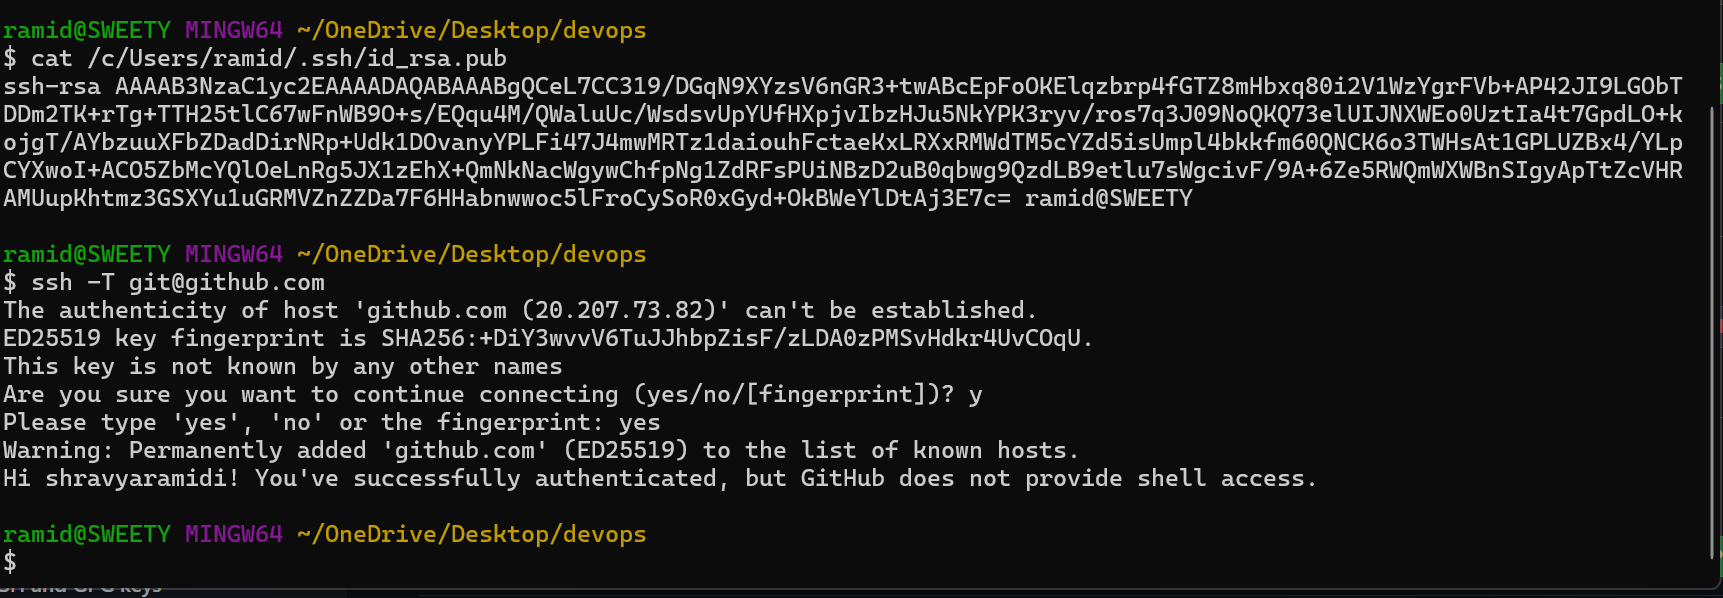 ramid@SWEETY MINGW64 ~/OneDrive/Desktop/devops
$ cat /c/Users/ramid/.ssh/id_rsa.pub
ssh-rsa AAAAB3NzaC1yc2EAAAADAQABAAABgQCeL7CC319/DGqN9XYzsV6nGR3+twABcEpFoOKElqzbrp4fGTZ8mHbxq80i2V1WzYgrFVb+AP42JI9LGObT
DDm2TK+rTg+TTH25tlC67wFnWB9O+s/EQqu4M/QWaluUc/WsdsvUpYUfHXpjvIbzHJu5NkYPK3ryv/ros7q3J09NoQKQ73elUIJNXWEo0UztIa4t7GpdLO+k
ojgT/AYbzuuXFbZDadDirNRp+Udk1DOvanyYPLFi47J4mwMRTz1daiouhFctaeKxLRXxRMWdTM5cYZd5isUmpl4bkkfm60QNCK6o3TWHsAt1GPLUZBx4/YLp
CYXwoI+ACO5ZbMcYQlOeLnRg5JX1zEhX+QmNkNacWgywChfpNg1ZdRFsPUiNBzD2uB0qbwg9QzdLB9etlu7sWgcivF/9A+6Ze5RWQmWXWBnSIgyApTtZcVHR
AMUupKhtmz3GSXYu1uGRMVZnZZDa7F6HHabnwwoc5lFroCySoR0xGyd+OkBWeYlDtAj3E7c= ramid@SWEETY
ramid@SWEETY MINGW64 ~/OneDrive/Desktop/devops
$ ssh -T git@github.com
The authenticity of host 'github.com (20.207.73.82)' can't be established.
ED25519 key fingerprint is SHA256:+DiY3wvvV6TuJJhbpZisF/zLDA0zPMSvHdkr4UvCOqU.
This key is not known by any other names
Are you sure you want to continue connecting (yes/no/[fingerprint])? y
Please type 'yes', 'no' or the fingerprint: yes
Warning: Permanently added 'github.com' (ED25519) to the list of known hosts.
Hi shravyaramidi! You've successfully authenticated, but GitHub does not provide shell access.
ramid@SWEETY MINGW64 ~/OneDrive/Desktop/devops
$